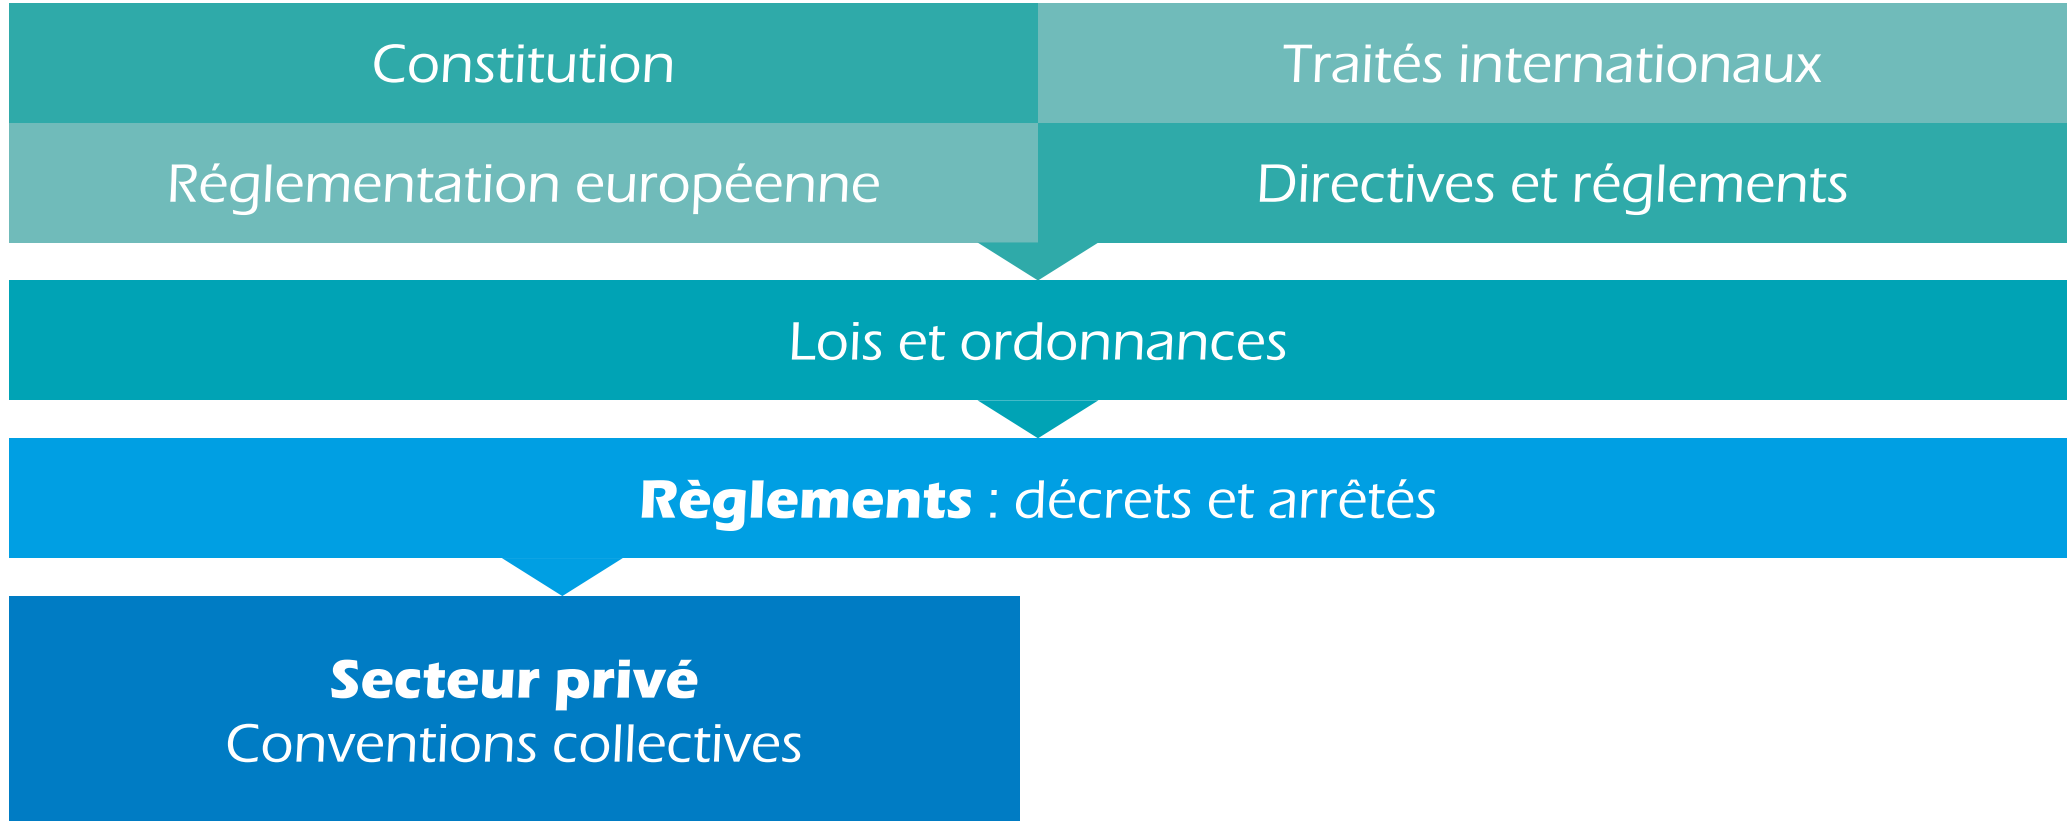 Constitution
Traités internationaux
Réglementation européenne
Directives et réglements
Lois et ordonnances
Règlements : décrets et arrêtés
Secteur privé
Conventions collectives